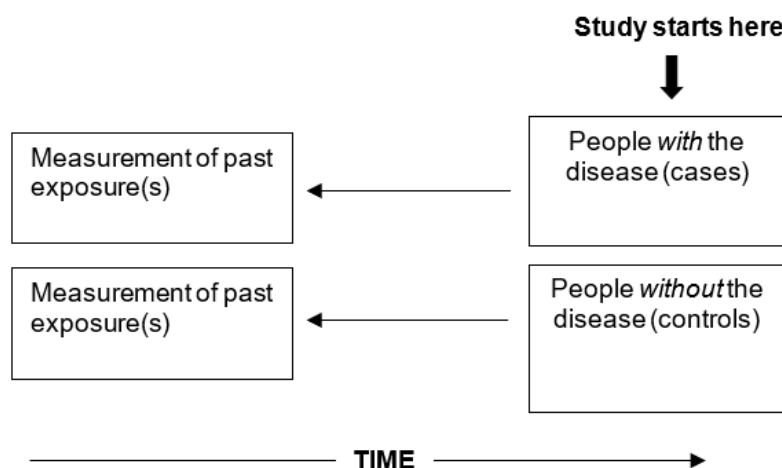 Study starts here
Measurement of past
exposure(s)
People with the
disease (cases)
Measurement of past
exposure(s)
People without the
disease (controls)
TIME